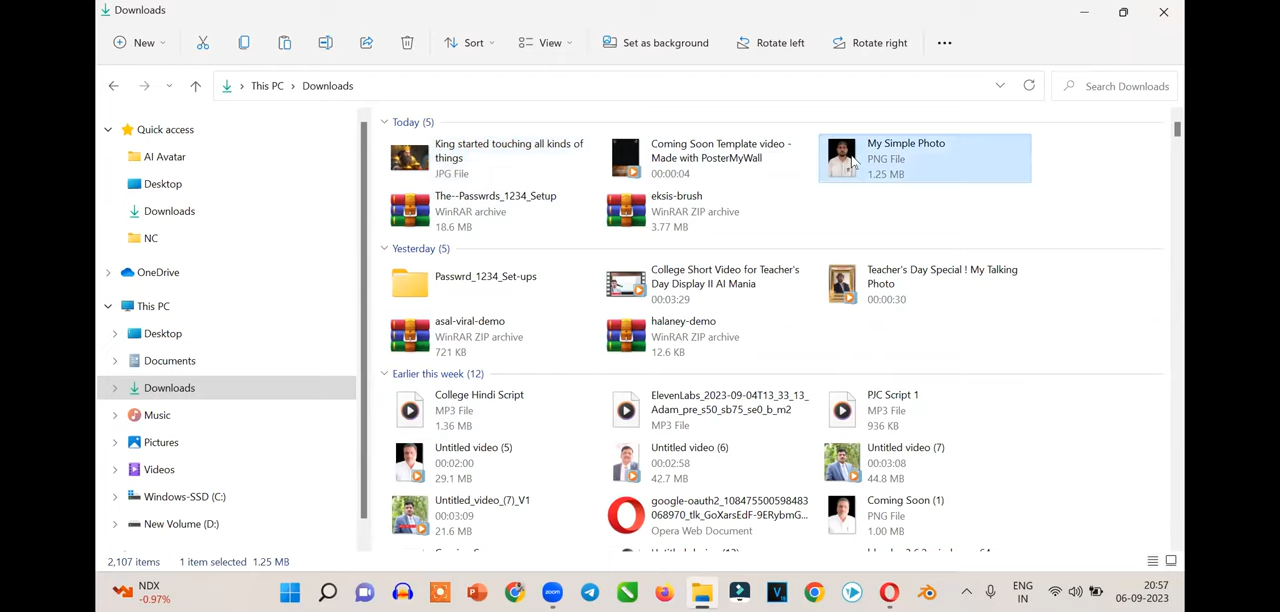 Downloads
New
Sort
View
Set as background
Rotate left
Rotate right
This PC > Downloads
Search Downloads
Quick access
AI Avatar
Desktop
Downloads
NC
OneDrive
This PC
Desktop
Documents
Downloads
Music
Pictures
Videos
Windows-SSD (C:)
New Volume (D:)
Today (5)
King started touching all kinds of
things
JPG File
Coming Soon Template video -
Made with PosterMyWall
00:00:04
My Simple Photo
PNG File
1.25 MB
The--Passwrds_1234_Setup
WinRAR archive
18.6 MB
eksis-brush
WinRAR ZIP archive
3.77 MB
Yesterday (5)
Passwrd_1234_Set-ups
College Short Video for Teacher's
Day Display II AI Mania
00:03:29
Teacher's Day Special ! My Talking
Photo
00:00:30
asal-viral-demo
WinRAR ZIP archive
721 KB
halaney-demo
WinRAR ZIP archive
12.6 KB
Earlier this week (12)
College Hindi Script
MP3 File
1.36 MB
ElevenLabs_2023-09-04T13_33_13_
Adam_pre_s50_sb75_se0_b_m2
MP3 File
PJC Script 1
MP3 File
936 KB
Untitled video (5)
00:02:00
29.1 MB
Untitled video (6)
00:02:58
42.7 MB
Untitled video (7)
00:03:08
44.8 MB
Untitled_video_(7)_V1
00:03:09
21.6 MB
google-oauth2_108475500598483
068970_tlk_GoXarsEdF-9ERybmG...
Opera Web Document
Coming Soon (1)
PNG File
1.00 MB
2,107 items
1 item selected 1.25 MB
NDX
-0.97%
zoom
ENG
IN
20:57
06-09-2023